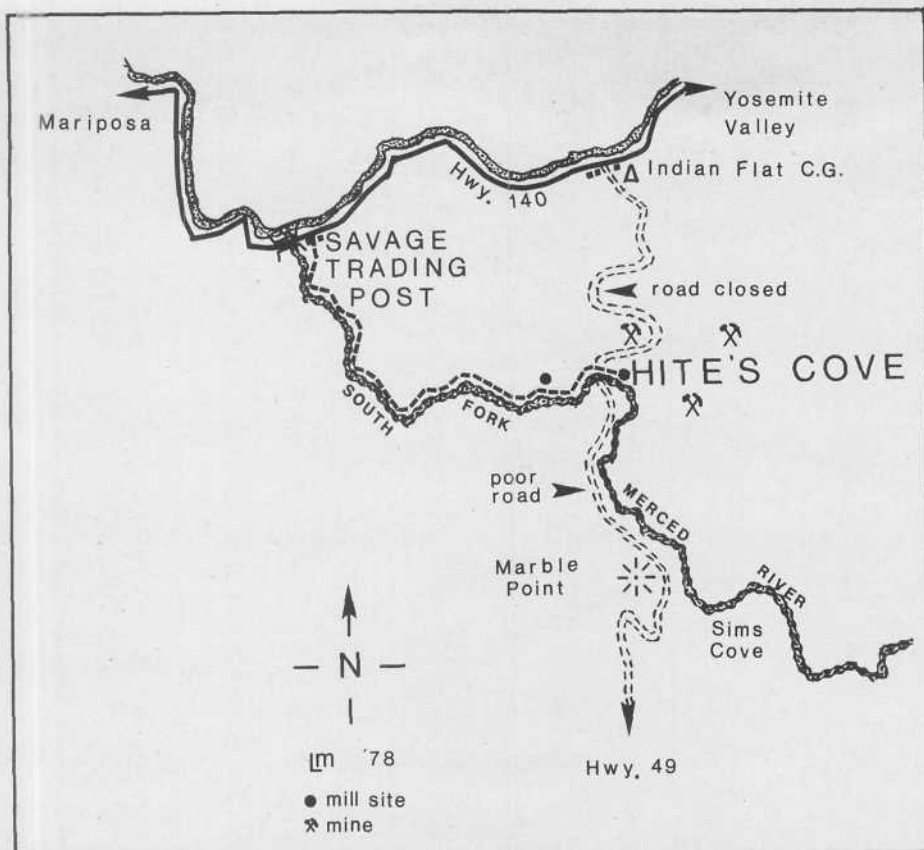 Mariposa
Yosemite
Valley
Hwy. 140
Indian Flat C.G.
SAVAGE
TRADING
POST
road closed
HITE'S COVE
SOUTH
FORK
poor
road
MERCED
RIVER
Marble
Point
Sims
Cove
N
Lm '78
Hwy. 49
mill site
mine